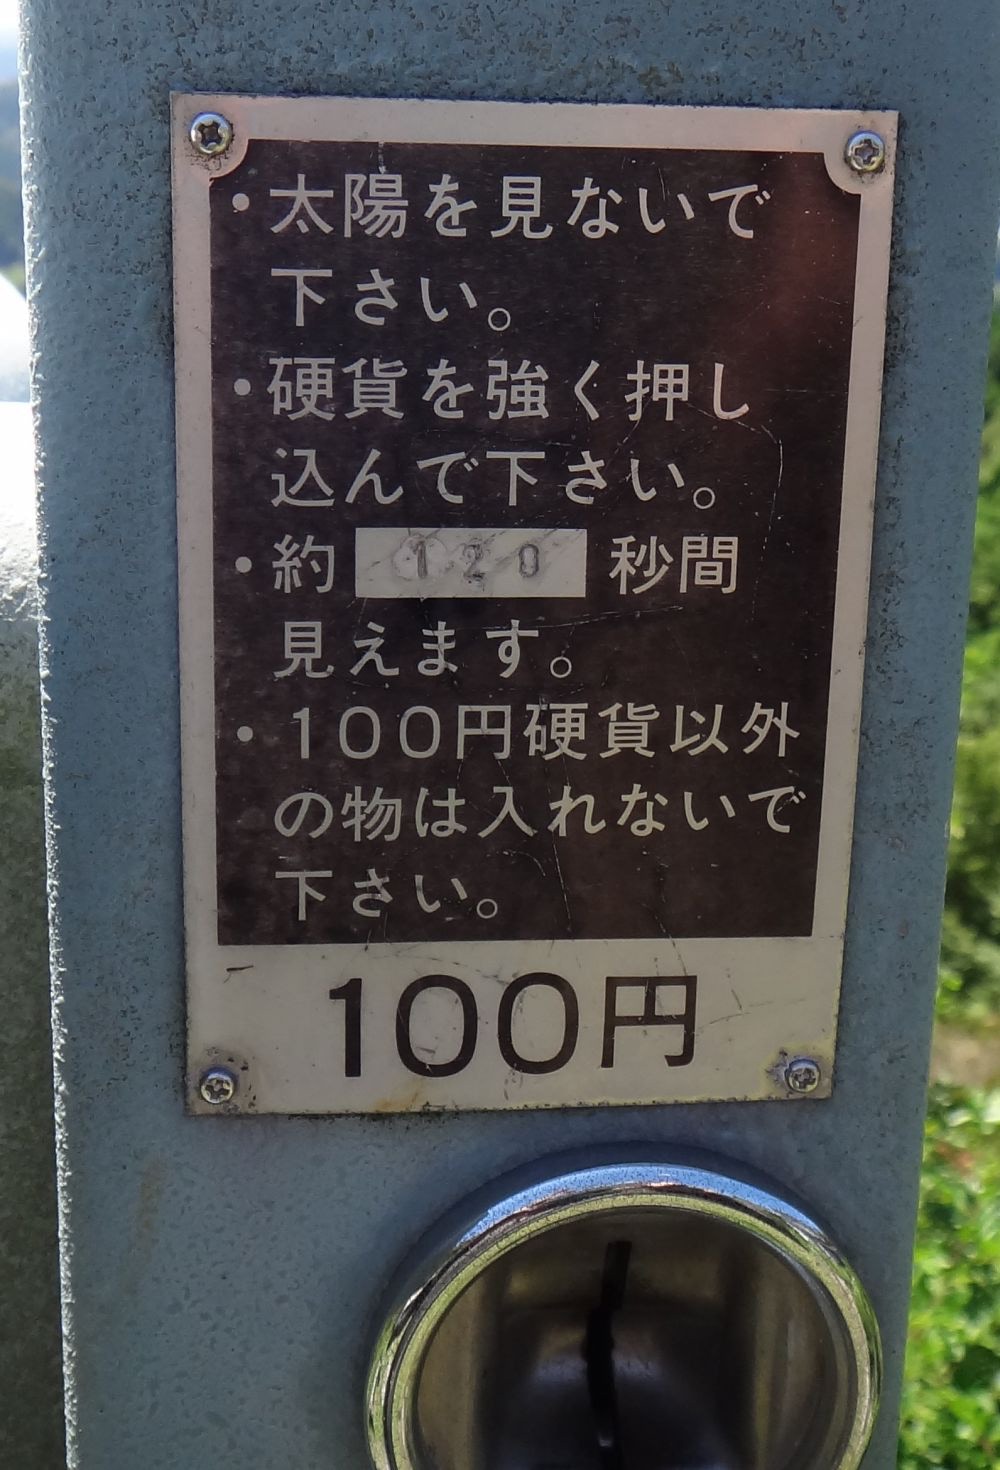 ・太陽を見ないで
下さい。
・硬貨を強く押し
込んで下さい。
・約 120 秒間
見えます。
・100円硬貨以外
の物は入れないで
下さい。
100円